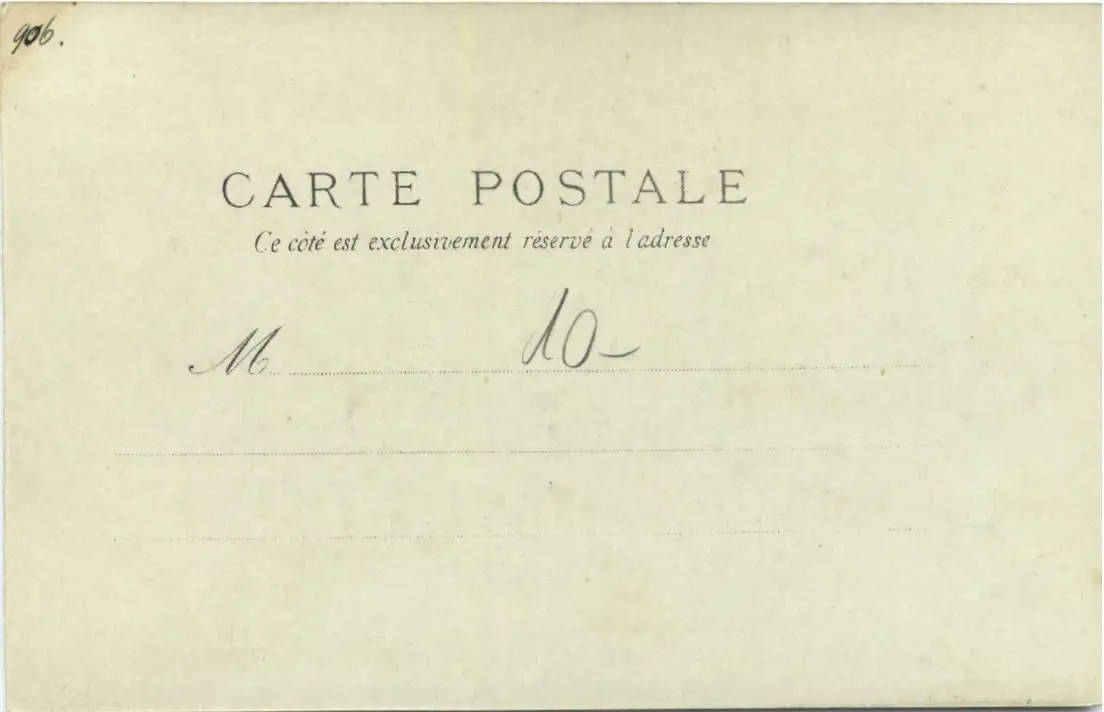 906.
CARTE POSTALE
Ce côté est exclusivement réservé à l'adresse
M
10-